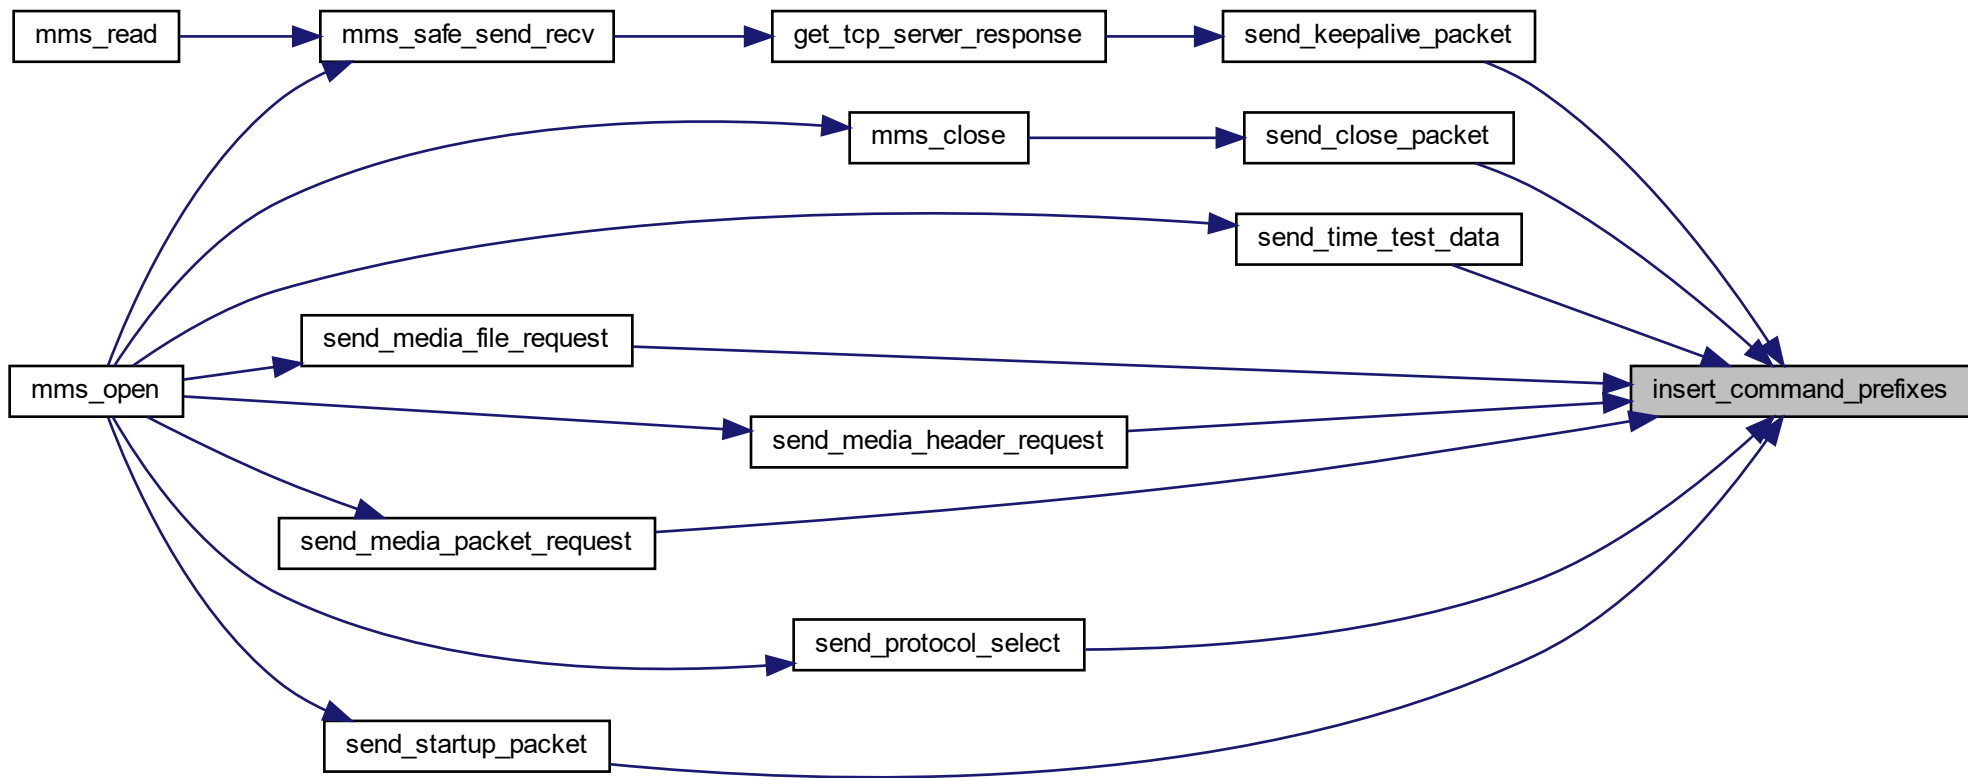 mms_read
mms_safe_send_recv
get_tcp_server_response
send_keepalive_packet
mms_close
send_close_packet
send_time_test_data
send_media_file_request
mms_open
insert_command_prefixes
send_media_header_request
send_media_packet_request
send_protocol_select
send_startup_packet